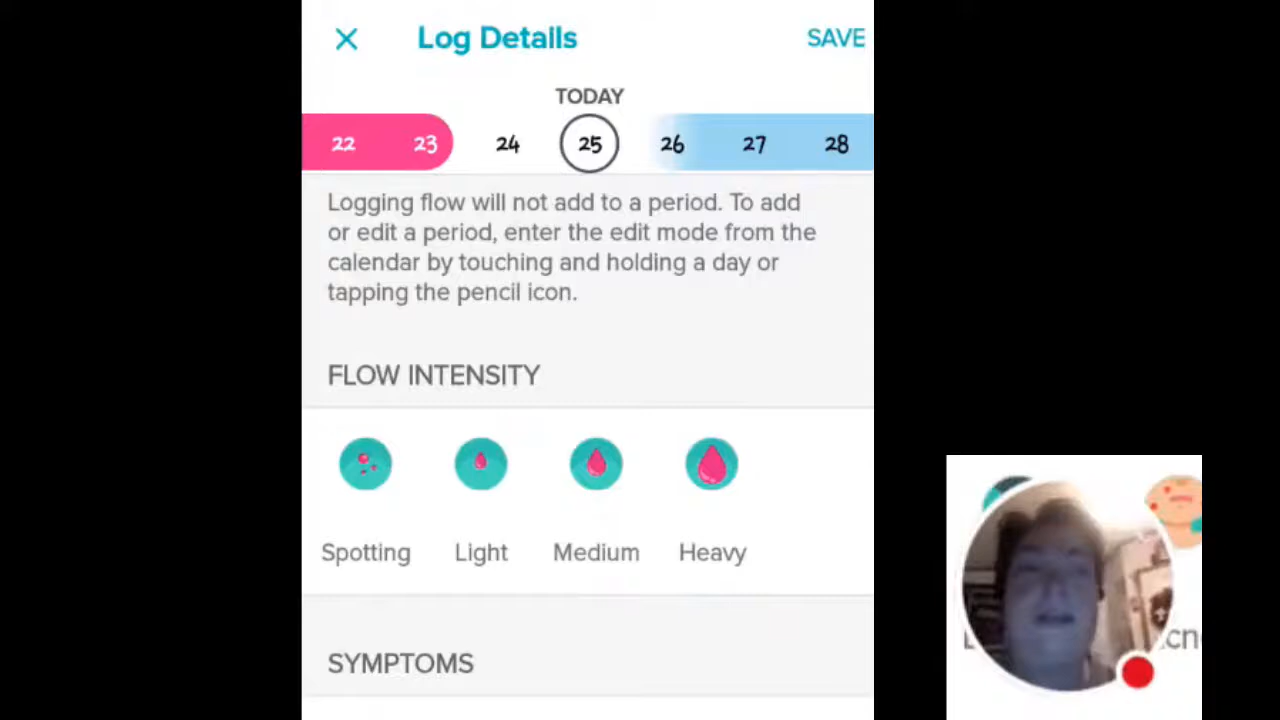 Log Details
SAVE
TODAY
22 23 24 25 26 27 28
Logging flow will not add to a period. To add
or edit a period, enter the edit mode from the
calendar by touching and holding a day or
tapping the pencil icon.
FLOW INTENSITY
Spotting Light Medium Heavy
SYMPTOMS